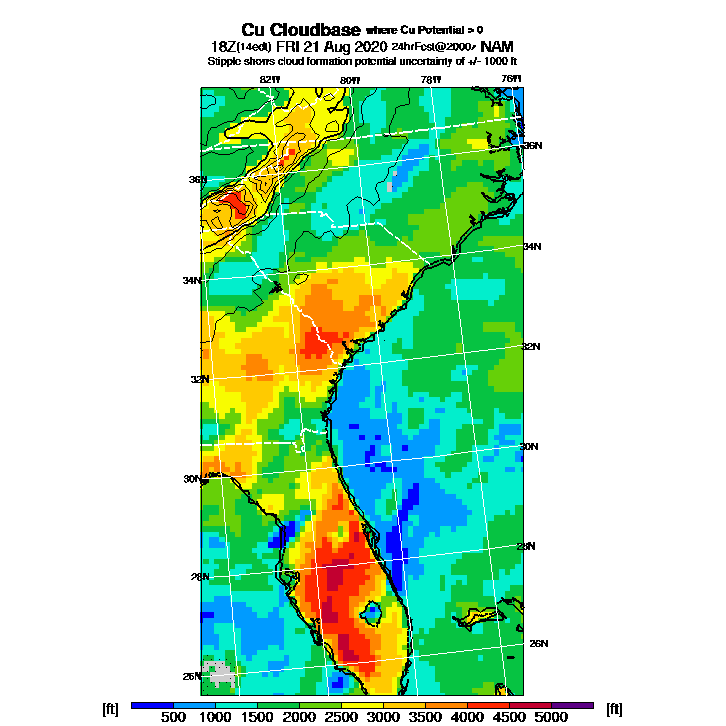 Cu Cloudbase where Cu Potential > 0
18Z(14edt) FRI 21 Aug 2020 24hrFcst@2000z NAM
Stipple shows cloud formation potential uncertainty of +/- 1000 ft
82W 80W 78W 76W
36N
36N
34N
34N
32N
32N
30N
30N
28N
28N
26N
26N
[ft] 500 1000 1500 2000 2500 3000 3500 4000 4500 5000 [ft]